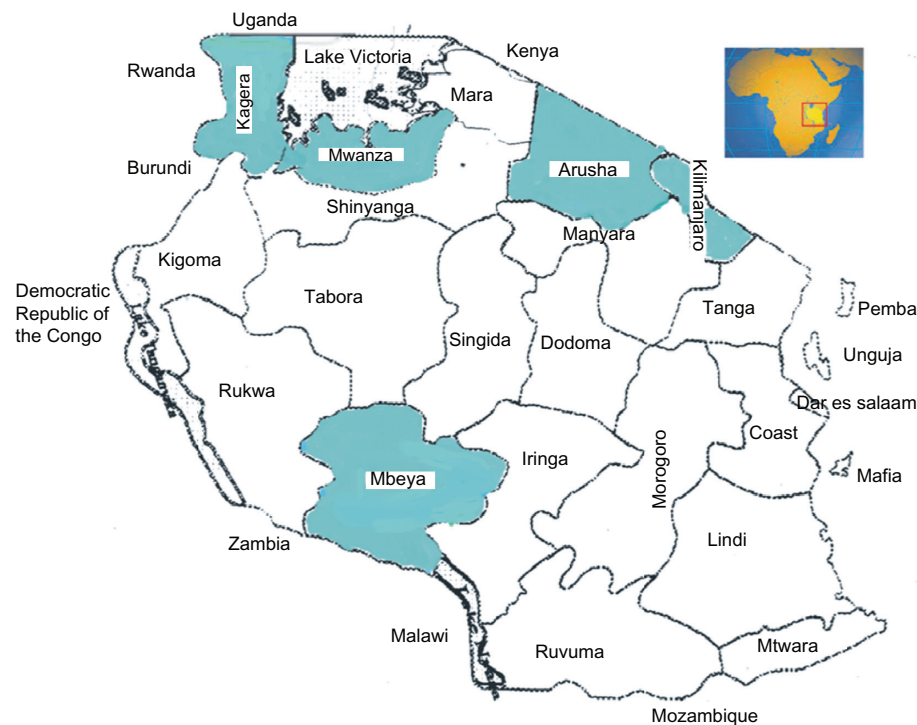 Uganda
Lake Victoria
Kenya
Rwanda
Kagera
Mara
Mwanza
Burundi
Arusha
Kilimanjaro
Shinyanga
Manyara
Kigoma
Democratic
Republic of
the Congo
Tabora
Tanga
Pemba
Singida
Dodoma
Unguja
Rukwa
Dar es salaam
Coast
Iringa
Morogoro
Mbeya
Mafia
Zambia
Lindi
Malawi
Ruvuma
Mtwara
Mozambique